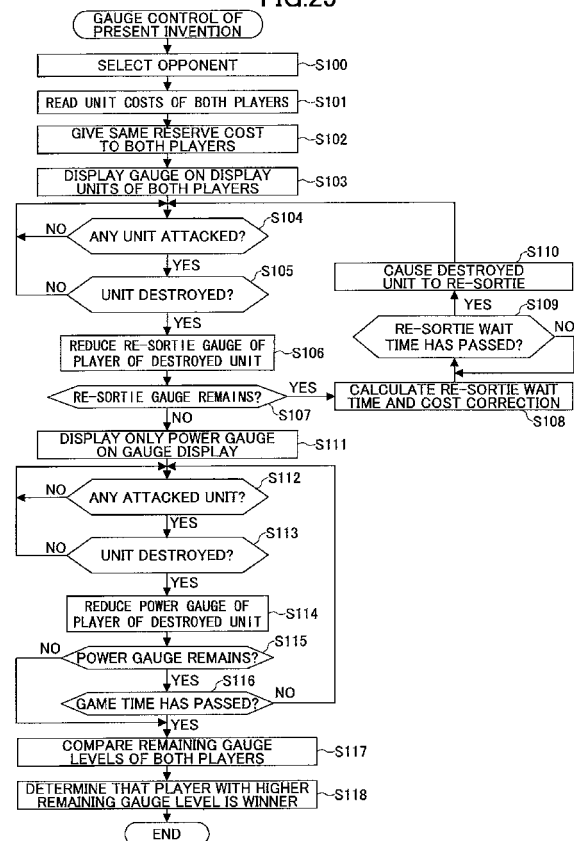 GAUGE CONTROL OF
PRESENT INVENTION
SELECT OPPONENT
S100
READ UNIT COSTS OF BOTH PLAYERS
S101
GIVE SAME RESERVE COST
TO BOTH PLAYERS
S102
DISPLAY GAUGE ON DISPLAY
UNITS OF BOTH PLAYERS
S103
NO
ANY UNIT ATTACKED?
S104
YES
NO
UNIT DESTROYED?
S105
YES
REDUCE RE-SORTIE GAUGE OF
PLAYER OF DESTROYED UNIT
S106
RE-SORTIE GAUGE REMAINS?
S107
YES
NO
CALCULATE RE-SORTIE WAIT
TIME AND COST CORRECTION
S108
RE-SORTIE WAIT
TIME HAS PASSED?
S109
NO
YES
CAUSE DESTROYED
UNIT TO RE-SORTIE
S110
DISPLAY ONLY POWER GAUGE
ON GAUGE DISPLAY
S111
NO
ANY ATTACKED UNIT?
S112
YES
NO
UNIT DESTROYED?
S113
YES
REDUCE POWER GAUGE OF
PLAYER OF DESTROYED UNIT
S114
NO
POWER GAUGE REMAINS?
S115
YES
GAME TIME HAS PASSED?
S116
NO
YES
COMPARE REMAINING GAUGE
LEVELS OF BOTH PLAYERS
S117
DETERMINE THAT PLAYER WITH HIGHER
REMAINING GAUGE LEVEL IS WINNER
S118
END